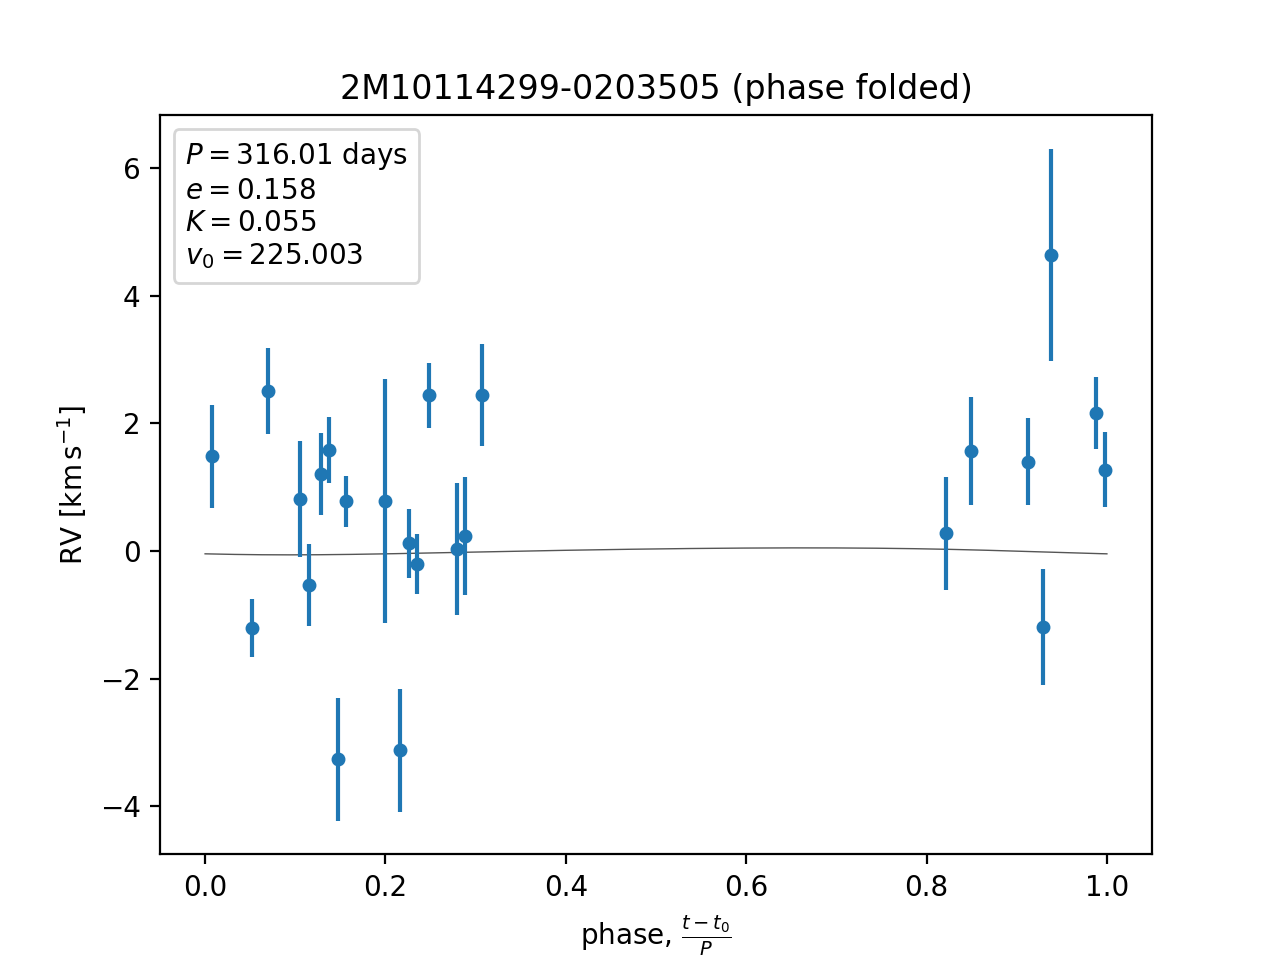 2M10114299-0203505 (phase folded)
P = 316.01 days
e = 0.158
K = 0.055
v₀ = 225.003
6
4
2
0
−2
−4
RV [km s⁻¹]
0.0 0.2 0.4 0.6 0.8 1.0
phase, (t − t₀)/P